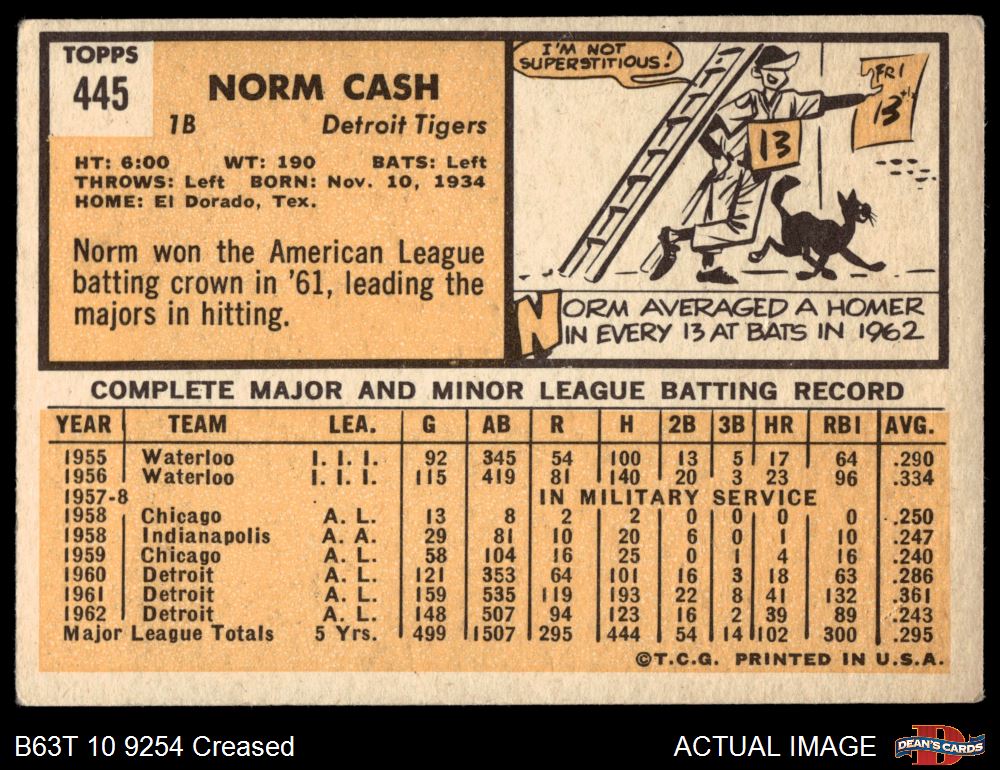 TOPPS
445
NORM CASH
1B Detroit Tigers
HT: 6:00 WT: 190 BATS: Left
THROWS: Left BORN: Nov. 10, 1934
HOME: El Dorado, Tex.
Norm won the American League
batting crown in '61, leading the
majors in hitting.
I'M NOT
SUPERSTITIOUS!
FRI
13th
13
NORM AVERAGED A HOMER
IN EVERY 13 AT BATS IN 1962
COMPLETE MAJOR AND MINOR LEAGUE BATTING RECORD
YEAR TEAM LEA. G AB R H 2B 3B HR RBI AVG.
1955 Waterloo I. I. I. 92 345 54 100 13 5 17 64 .290
1956 Waterloo I. I. I. 115 419 81 140 20 3 23 96 .334
1957-8 IN MILITARY SERVICE
1958 Chicago A. L. 13 8 2 2 0 0 0 0 .250
1958 Indianapolis A. A. 29 81 10 20 6 0 1 10 .247
1959 Chicago A. L. 58 104 16 25 0 1 4 16 .240
1960 Detroit A. L. 121 353 64 101 16 3 18 63 .286
1961 Detroit A. L. 159 535 119 193 22 8 41 132 .361
1962 Detroit A. L. 148 507 94 123 16 2 39 89 .243
Major League Totals 5 Yrs. 499 1507 295 444 54 14 102 300 .295
©T.C.G. PRINTED IN U.S.A.
B63T 10 9254 Creased
ACTUAL IMAGE
DEAN'S CARDS